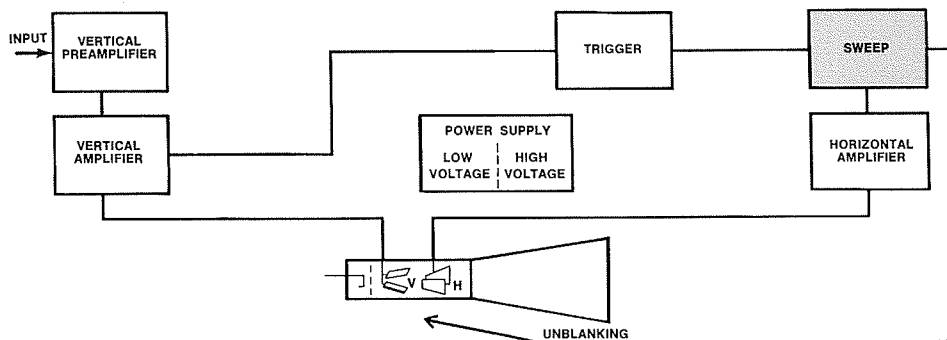 INPUT
VERTICAL
PREAMPLIFIER
TRIGGER
SWEEP
VERTICAL
AMPLIFIER
POWER SUPPLY
LOW
VOLTAGE
HIGH
VOLTAGE
HORIZONTAL
AMPLIFIER
V
H
UNBLANKING